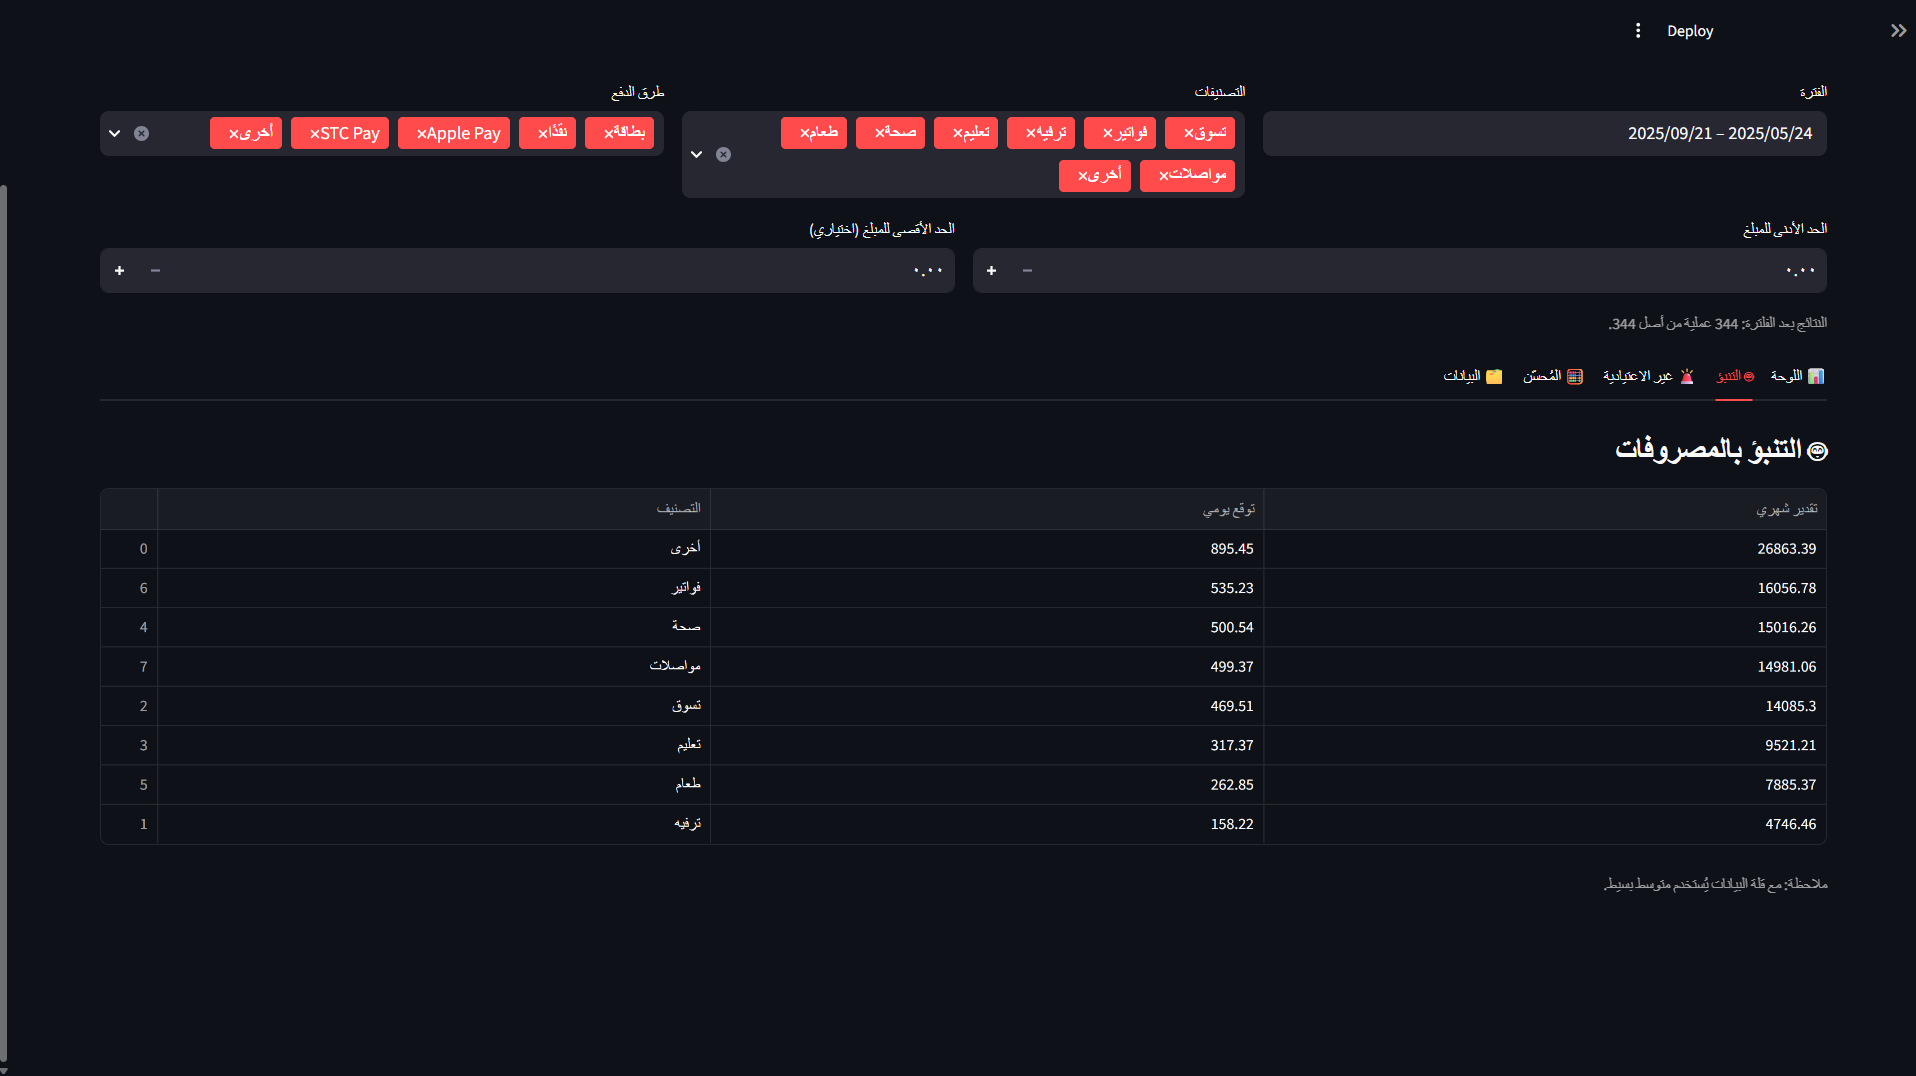 Deploy
الفترة
2025/05/24 – 2025/09/21
التصنيفات
تسوق× فواتير× ترفيه× تعليم× صحة× طعام×
مواصلات× أخرى×
طرق الدفع
بطاقة× نقدًا× Apple Pay× STC Pay× أخرى×
الحد الأدنى للمبلغ
٠.٠٠
الحد الأقصى للمبلغ (اختياري)
٠.٠٠
النتائج بعد الفلترة: 344 عملية من أصل 344.
📊 اللوحة التنبؤ 🚨 غير الاعتيادية 🧮 المُحسّن 🗂️ البيانات
التنبؤ بالمصروفات
تقدير شهري توقع يومي التصنيف
26863.39 895.45 أخرى 0
16056.78 535.23 فواتير 6
15016.26 500.54 صحة 4
14981.06 499.37 مواصلات 7
14085.3 469.51 تسوق 2
9521.21 317.37 تعليم 3
7885.37 262.85 طعام 5
4746.46 158.22 ترفيه 1
ملاحظة: مع قلة البيانات يُستخدم متوسط بسيط.